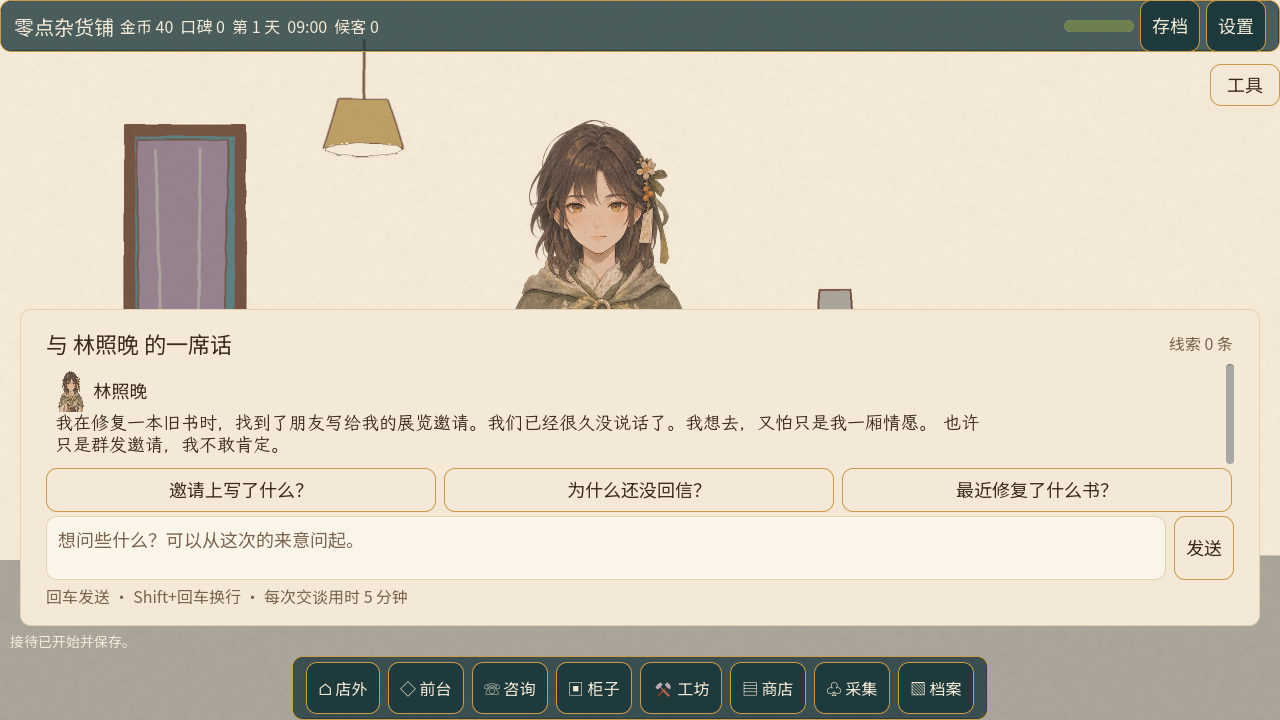 零点杂货铺 金币 40 口碑 0 第 1 天 09:00 候客 0
存档
设置
工具
与 林照晚 的一席话
线索 0 条
林照晚
我在修复一本旧书时，找到了朋友写给我的展览邀请。我们已经很久没说话了。我想去，又怕只是我一厢情愿。 也许
只是群发邀请，我不敢肯定。
邀请上写了什么？
为什么还没回信？
最近修复了什么书？
想问些什么？可以从这次的来意问起。
发送
回车发送 · Shift+回车换行 · 每次交谈用时 5 分钟
接待已开始并保存。
店外
前台
咨询
柜子
工坊
商店
采集
档案